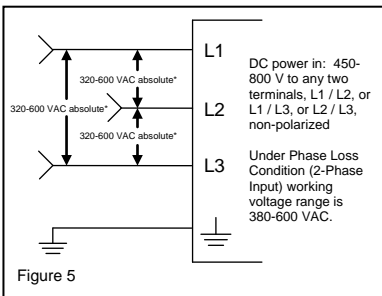 L1
320-600 VAC absolute*
320-600 VAC absolute*
L2
320-600 VAC absolute*
L3
DC power in: 450-
800 V to any two
terminals, L1 / L2, or
L1 / L3, or L2 / L3,
non-polarized
Under Phase Loss
Condition (2-Phase
Input) working
voltage range is
380-600 VAC.
Figure 5